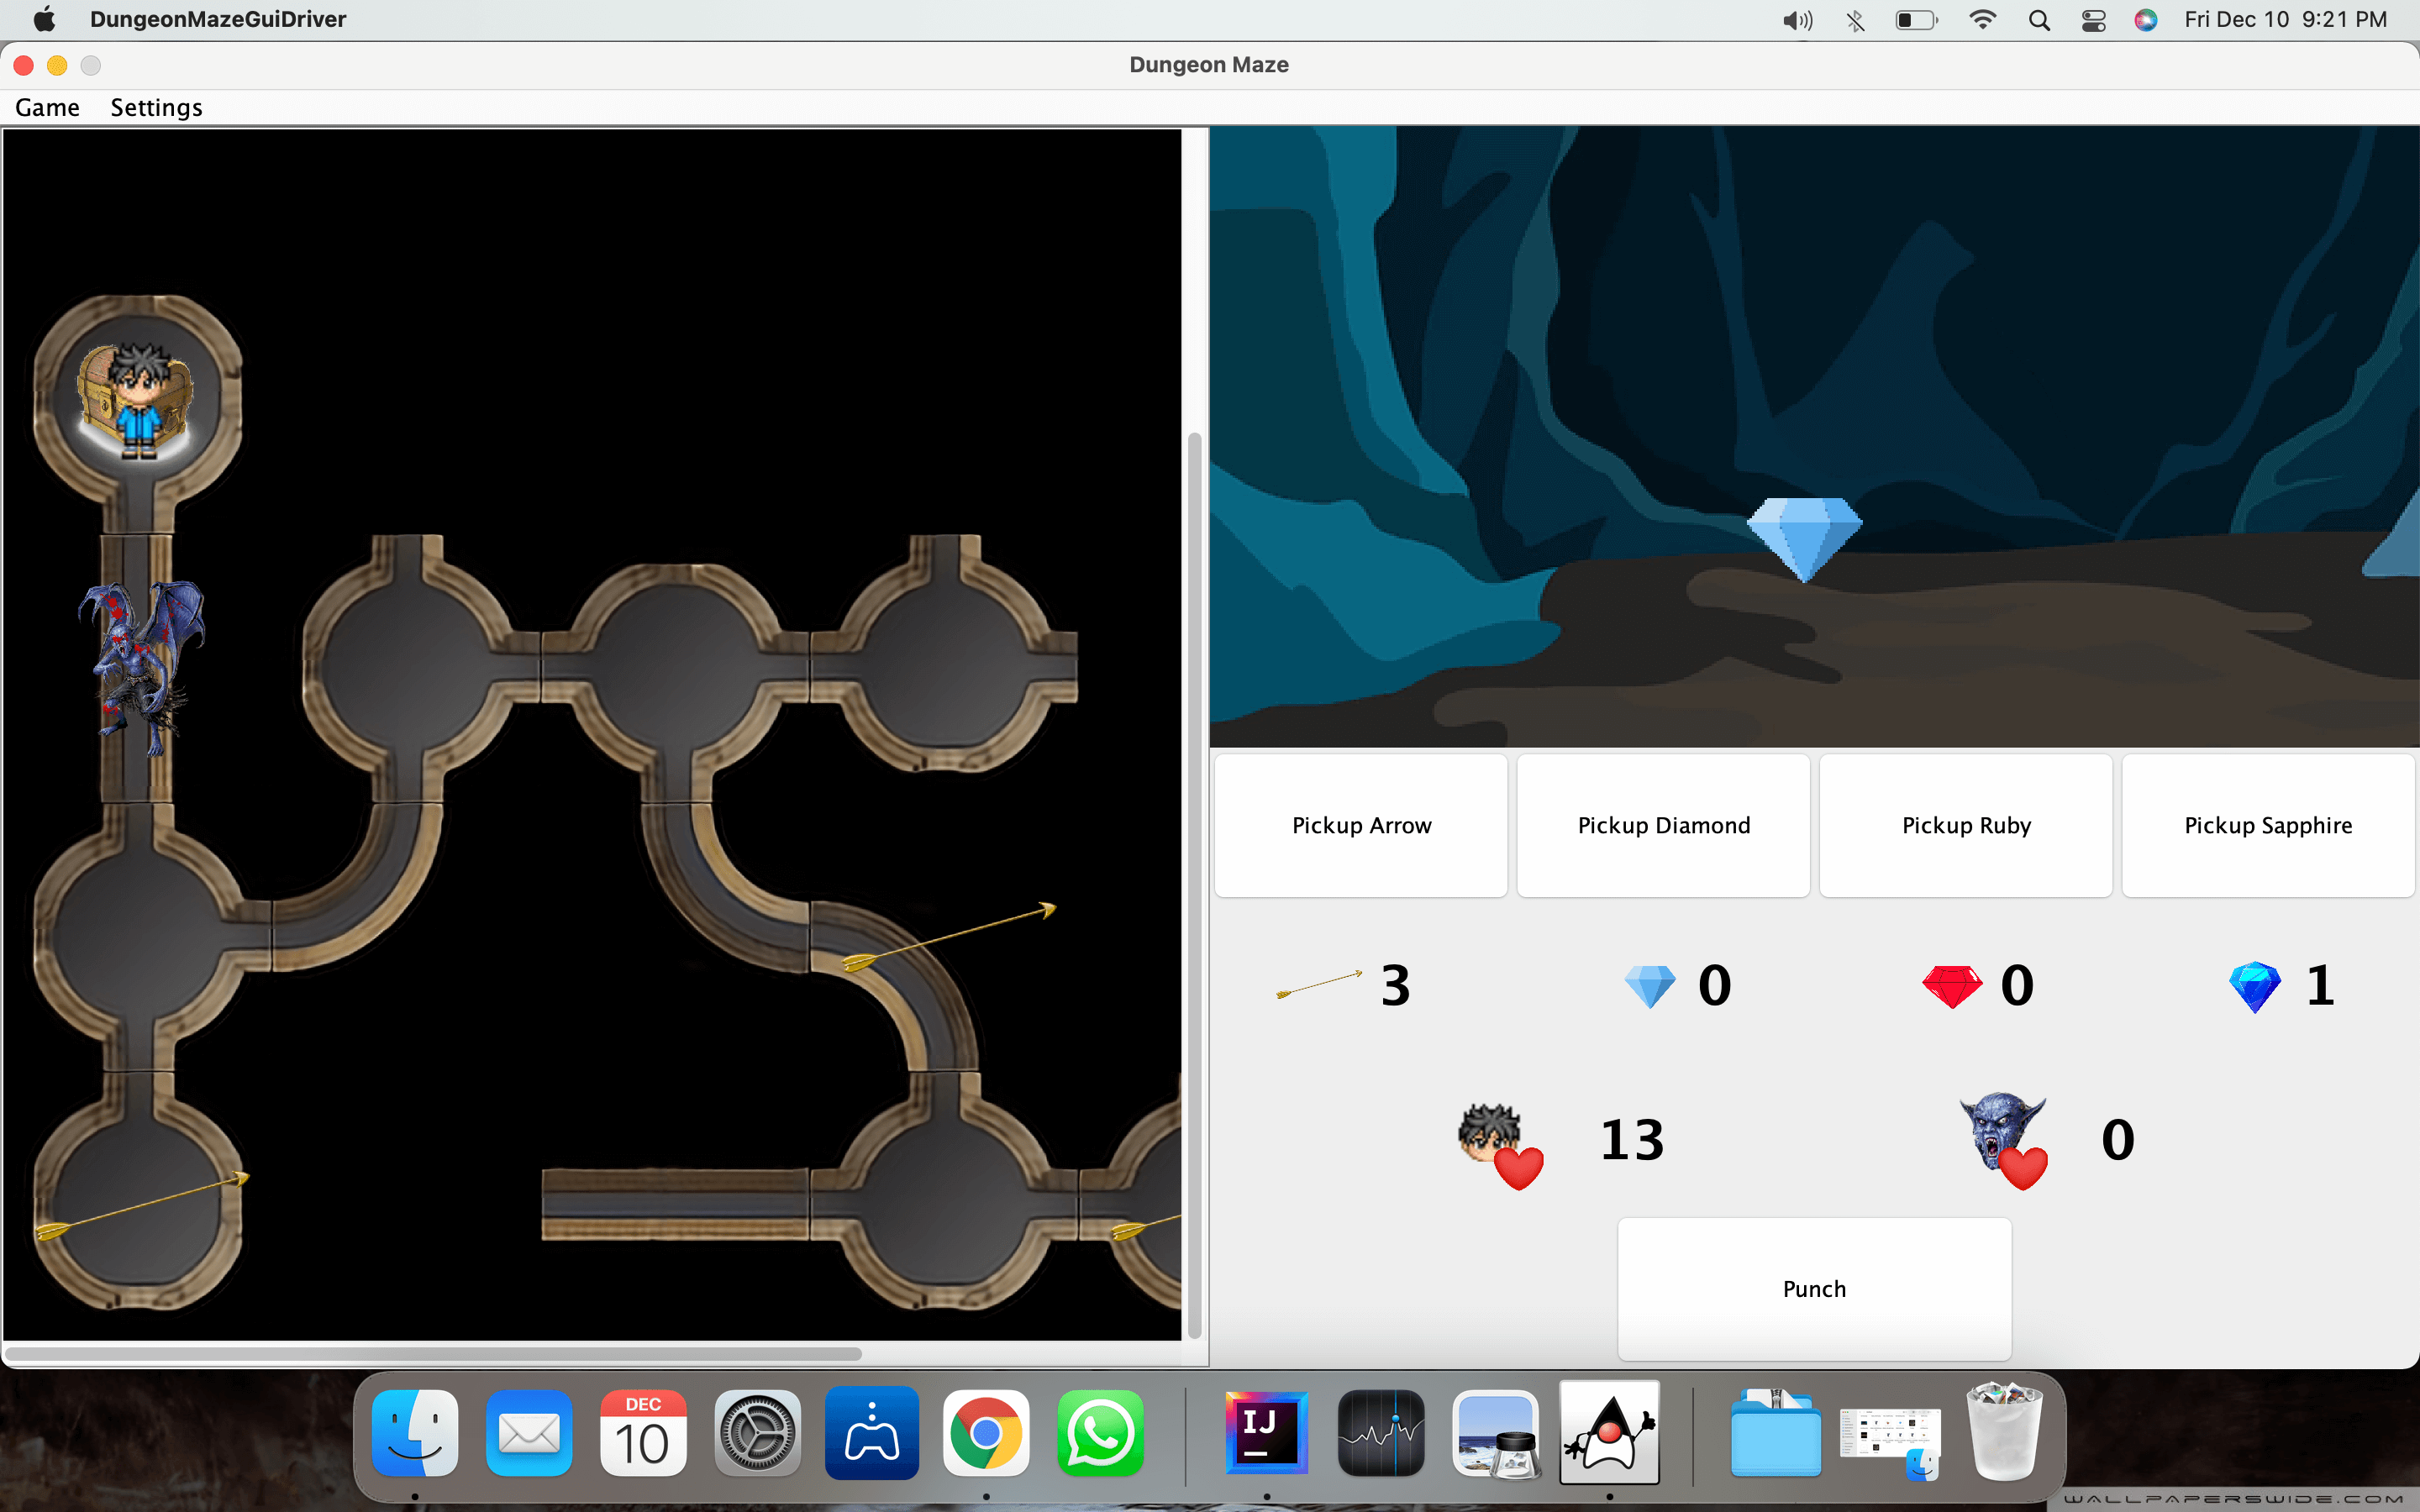 DungeonMazeGuiDriver
Fri Dec 10 9:21 PM
Dungeon Maze
Game Settings
Pickup Arrow
Pickup Diamond
Pickup Ruby
Pickup Sapphire
3
0
0
1
13
0
Punch
DEC
10
IJ
WALLPAPERSWIDE.COM